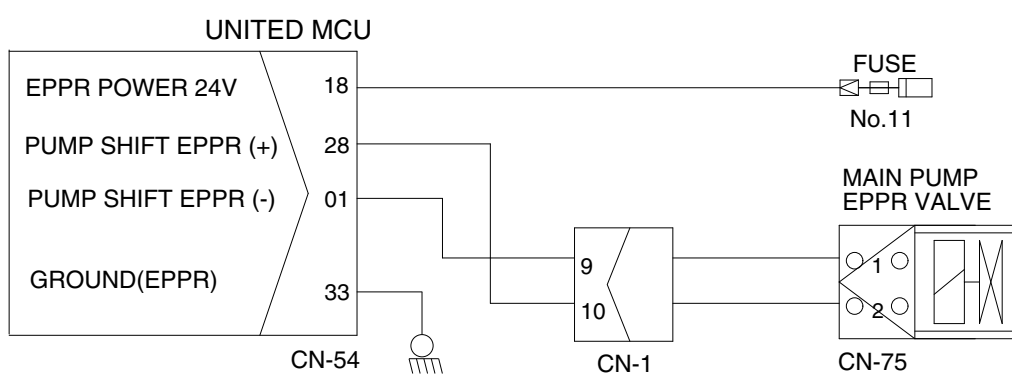 UNITED MCU
EPPR POWER 24V 18
FUSE
No.11
PUMP SHIFT EPPR (+) 28
PUMP SHIFT EPPR (-) 01
MAIN PUMP
EPPR VALVE
9
1
GROUND(EPPR) 33
10
2
CN-54
CN-1
CN-75